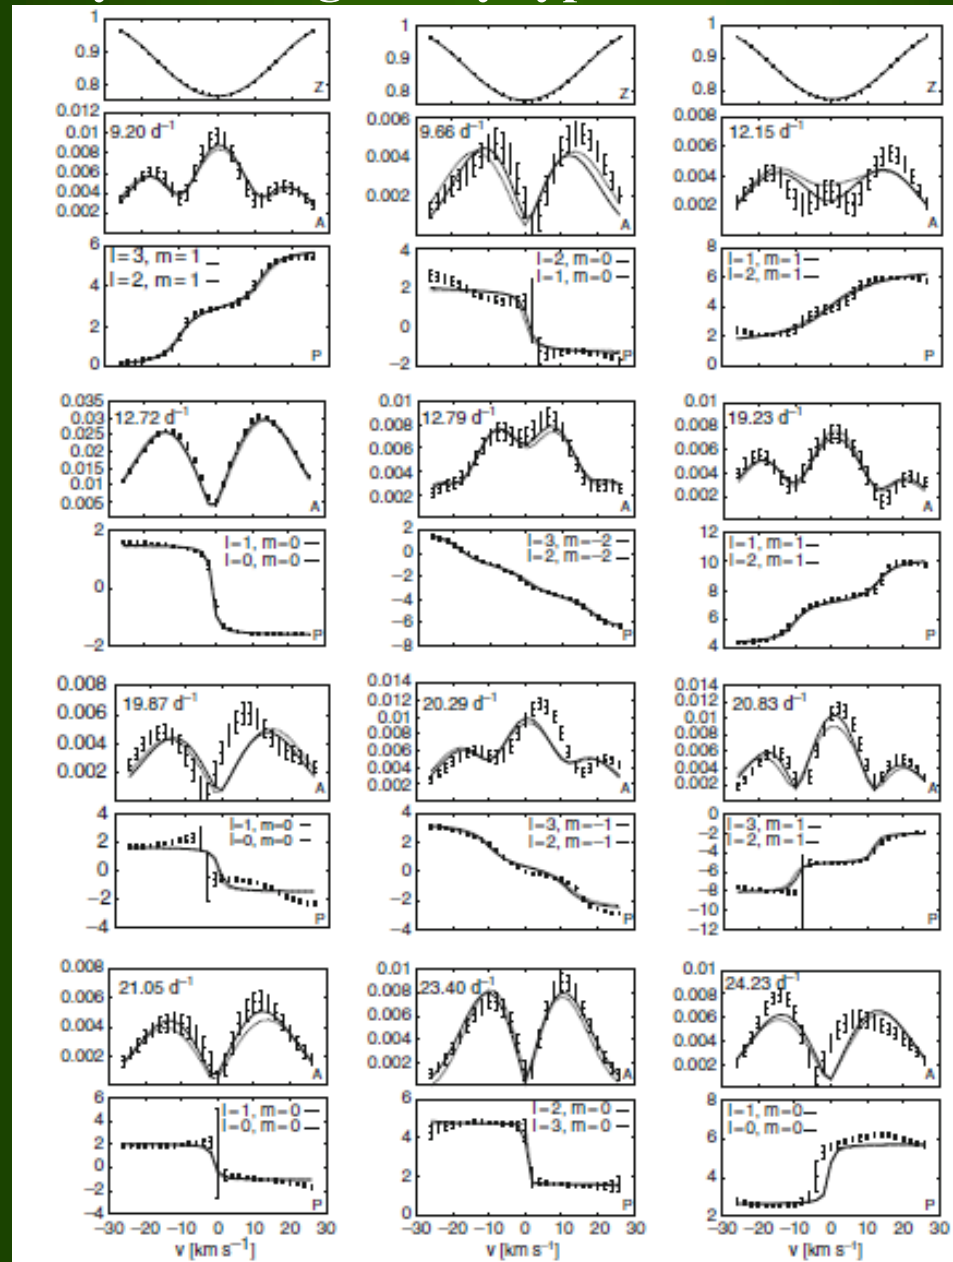 1
0.9
0.8
Z
1
0.9
0.8
Z
1
0.9
0.8
Z
0.012
0.01
0.008
0.006
0.004
0.002
9.20 d⁻¹
A
0.006
0.004
0.002
9.66 d⁻¹
A
0.008
0.006
0.004
0.002
12.15 d⁻¹
A
6
4
2
0
l=3, m=1
l=2, m=1
P
4
2
0
−2
l=2, m=0
l=1, m=0
P
8
6
4
2
0
l=1, m=1
l=2, m=1
P
0.035
0.03
0.025
0.02
0.015
0.01
0.005
12.72 d⁻¹
A
0.01
0.008
0.006
0.004
0.002
12.79 d⁻¹
A
0.01
0.008
0.006
0.004
0.002
19.23 d⁻¹
A
2
0
−2
l=1, m=0
l=0, m=0
P
2
0
−2
−4
−6
−8
l=3, m=−2
l=2, m=−2
P
12
10
8
6
4
l=1, m=1
l=2, m=1
P
0.008
0.006
0.004
0.002
19.87 d⁻¹
A
0.014
0.012
0.01
0.008
0.006
0.004
0.002
20.29 d⁻¹
A
0.014
0.012
0.01
0.008
0.006
0.004
0.002
20.83 d⁻¹
A
4
2
0
−2
−4
l=1, m=0
l=0, m=0
P
4
2
0
−2
−4
l=3, m=−1
l=2, m=−1
P
0
−2
−4
−6
−8
−10
−12
l=3, m=1
l=2, m=1
P
0.008
0.006
0.004
0.002
21.05 d⁻¹
A
0.01
0.008
0.006
0.004
0.002
23.40 d⁻¹
A
0.01
0.008
0.006
0.004
0.002
24.23 d⁻¹
A
6
4
2
0
−2
−4
l=1, m=0
l=0, m=0
P
6
4
2
0
l=2, m=0
l=3, m=0
P
8
6
4
2
l=1, m=0
l=0, m=0
P
−30 −20 −10 0 10 20 30
v [km s⁻¹]
−30 −20 −10 0 10 20 30
v [km s⁻¹]
−30 −20 −10 0 10 20 30
v [km s⁻¹]